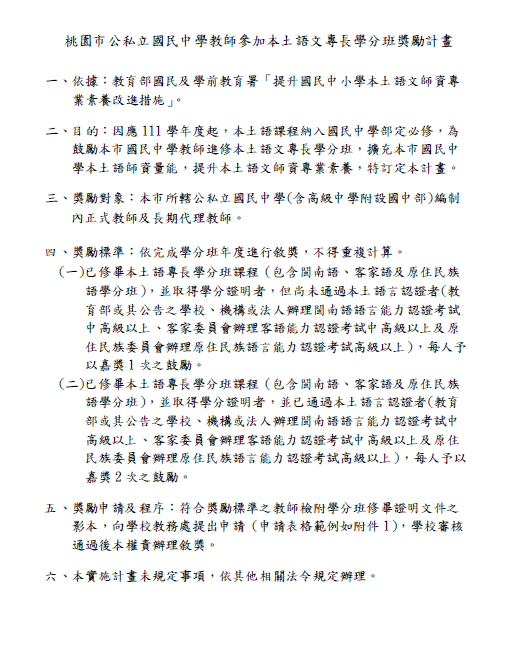 桃園市公私立國民中學教師參加本土語文專長學分班獎勵計畫
一、依據：教育部國民及學前教育署「提升國民中小學本土語文師資專
業素養改進措施」。
二、目的：因應 111 學年度起，本土語課程納入國民中學部定必修，為
鼓勵本市國民中學教師進修本土語文專長學分班，擴充本市國民中
學本土語師資量能，提升本土語文師資專業素養，特訂定本計畫。
三、獎勵對象：本市所轄公私立國民中學(含高級中學附設國中部)編制
內正式教師及長期代理教師。
四、獎勵標準：依完成學分班年度進行敘獎，不得重複計算。
(一)已修畢本土語專長學分班課程（包含閩南語、客家語及原住民族
語學分班)，並取得學分證明者，但尚未通過本土語言認證者(教
育部或其公告之學校、機構或法人辦理閩南語語言能力認證考試
中高級以上、客家委員會辦理客語能力認證考試中高級以上及原
住民族委員會辦理原住民族語言能力認證考試高級以上)，每人予
以嘉獎 1 次之鼓勵。
(二)已修畢本土語專長學分班課程（包含閩南語、客家語及原住民族
語學分班)，並取得學分證明者，並已通過本土語言認證者(教育
部或其公告之學校、機構或法人辦理閩南語語言能力認證考試中
高級以上、客家委員會辦理客語能力認證考試中高級以上及原住
民族委員會辦理原住民族語言能力認證考試高級以上)，每人予以
嘉獎 2 次之鼓勵。
五、獎勵申請及程序：符合獎勵標準之教師檢附學分班修畢證明文件之
影本，向學校教務處提出申請（申請表格範例如附件 1)，學校審核
通過後本權責辦理敘獎。
六、本實施計畫未規定事項，依其他相關法令規定辦理。